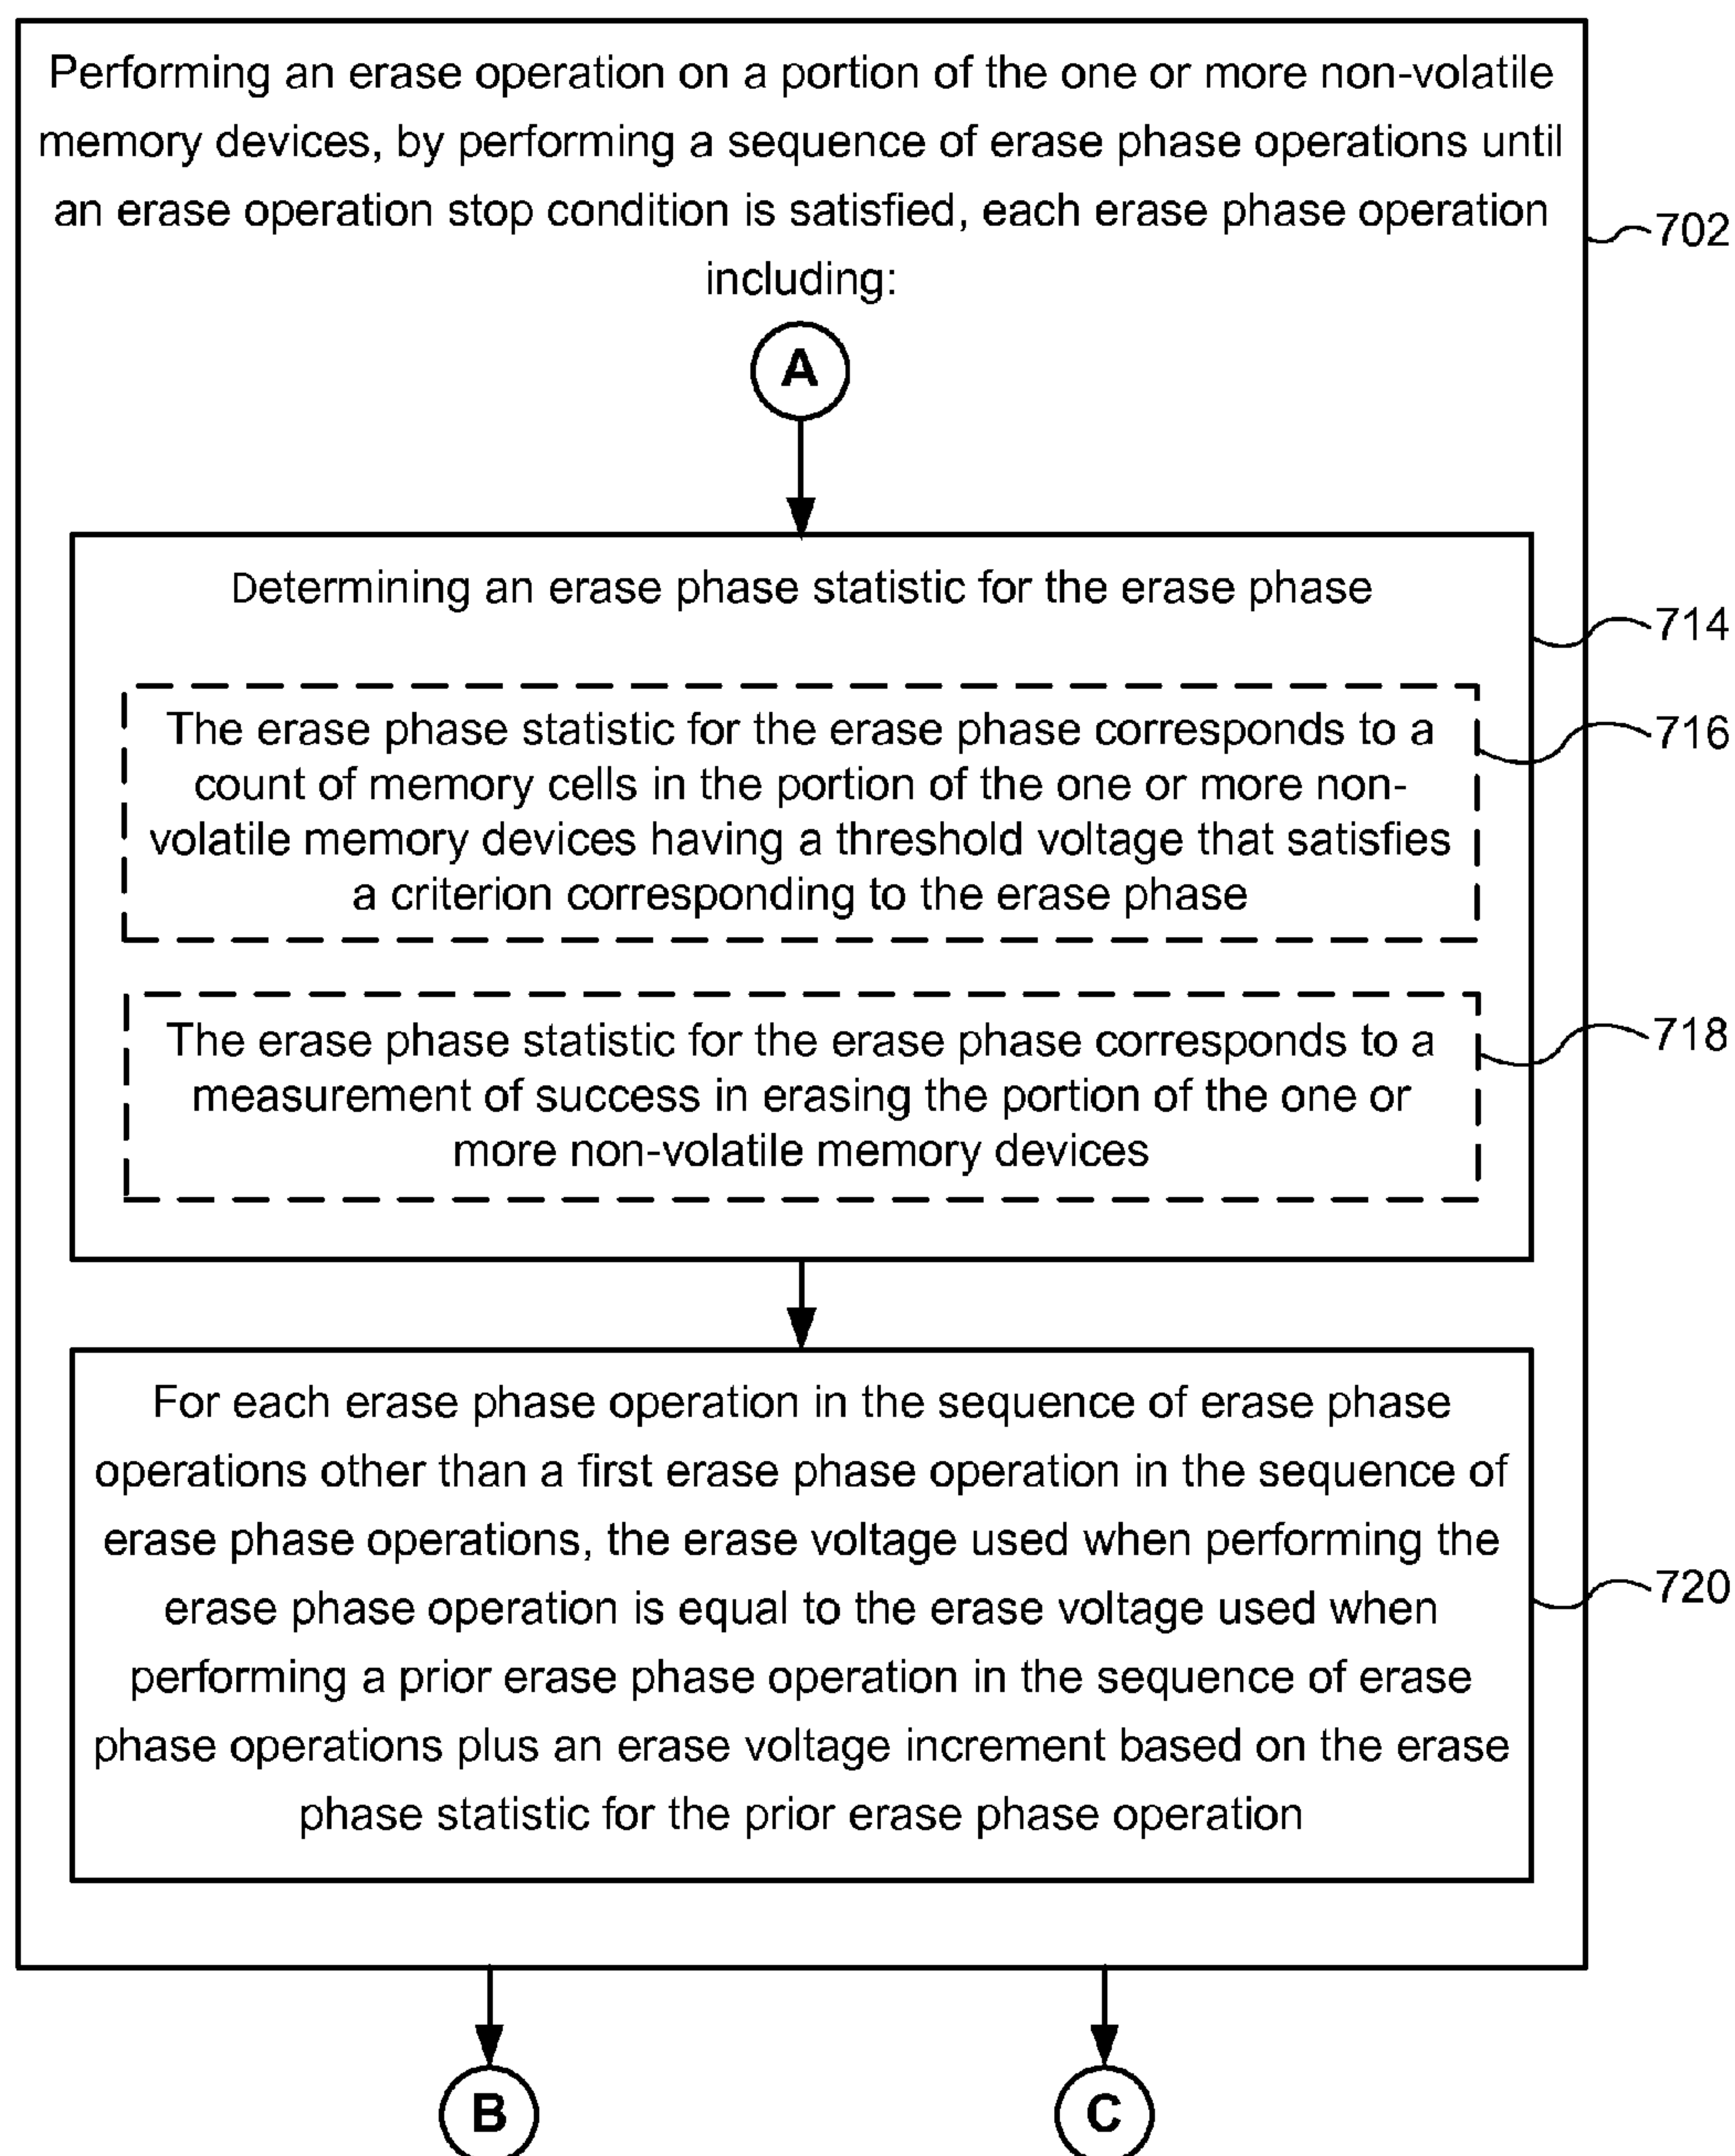 Performing an erase operation on a portion of the one or more non-volatile
memory devices, by performing a sequence of erase phase operations until
an erase operation stop condition is satisfied, each erase phase operation
including:
702
A
Determining an erase phase statistic for the erase phase
714
The erase phase statistic for the erase phase corresponds to a
count of memory cells in the portion of the one or more non-
volatile memory devices having a threshold voltage that satisfies
a criterion corresponding to the erase phase
716
The erase phase statistic for the erase phase corresponds to a
measurement of success in erasing the portion of the one or
more non-volatile memory devices
718
For each erase phase operation in the sequence of erase phase
operations other than a first erase phase operation in the sequence of
erase phase operations, the erase voltage used when performing the
erase phase operation is equal to the erase voltage used when
performing a prior erase phase operation in the sequence of erase
phase operations plus an erase voltage increment based on the erase
phase statistic for the prior erase phase operation
720
B
C